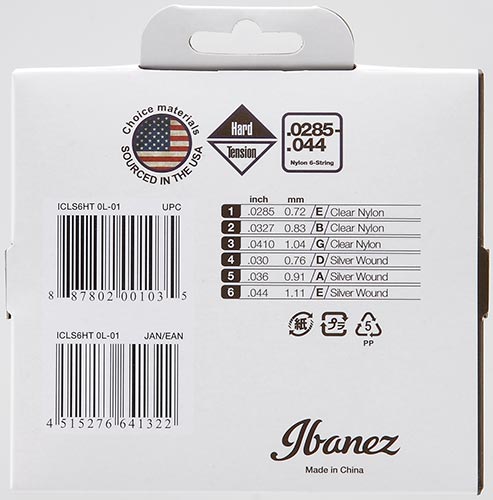 Choice materials
SOURCED IN THE USA
Hard
Tension
.0285-
.044
Nylon 6-String
ICLS6HT 0L-01 UPC
8 87802 00103 5
inch mm
1 .0285 0.72 /E/ Clear Nylon
2 .0327 0.83 /B/ Clear Nylon
3 .0410 1.04 /G/ Clear Nylon
4 .030 0.76 /D/ Silver Wound
5 .036 0.91 /A/ Silver Wound
6 .044 1.11 /E/ Silver Wound
紙 プラ 5
PP
ICLS6HT 0L-01 JAN/EAN
4 515276 641322
Ibanez
Made in China